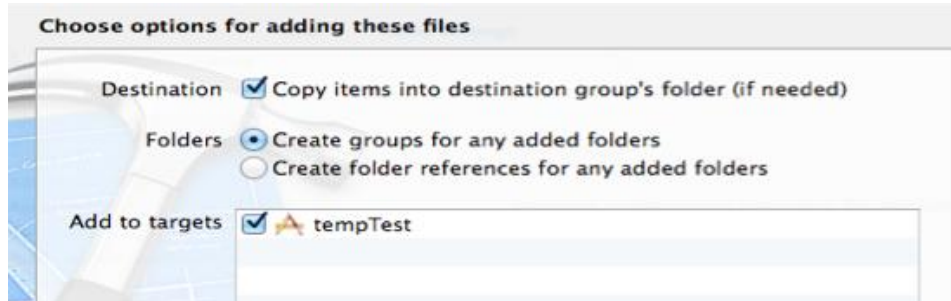 Choose options for adding these files
Destination Copy items into destination group's folder (if needed)
Folders Create groups for any added folders
Create folder references for any added folders
Add to targets tempTest